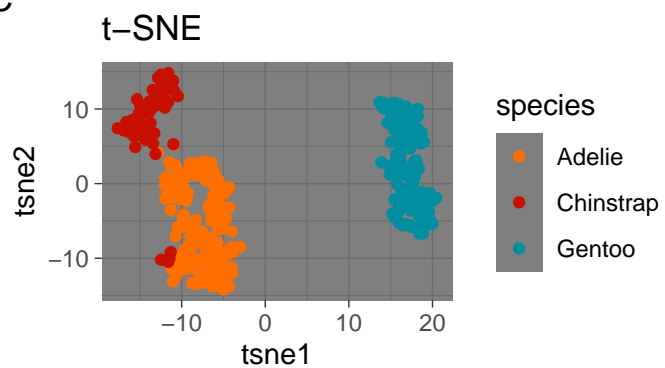 t−SNE
10
0
−10
tsne2
−10 0 10 20
tsne1
species
Adelie
Chinstrap
Gentoo